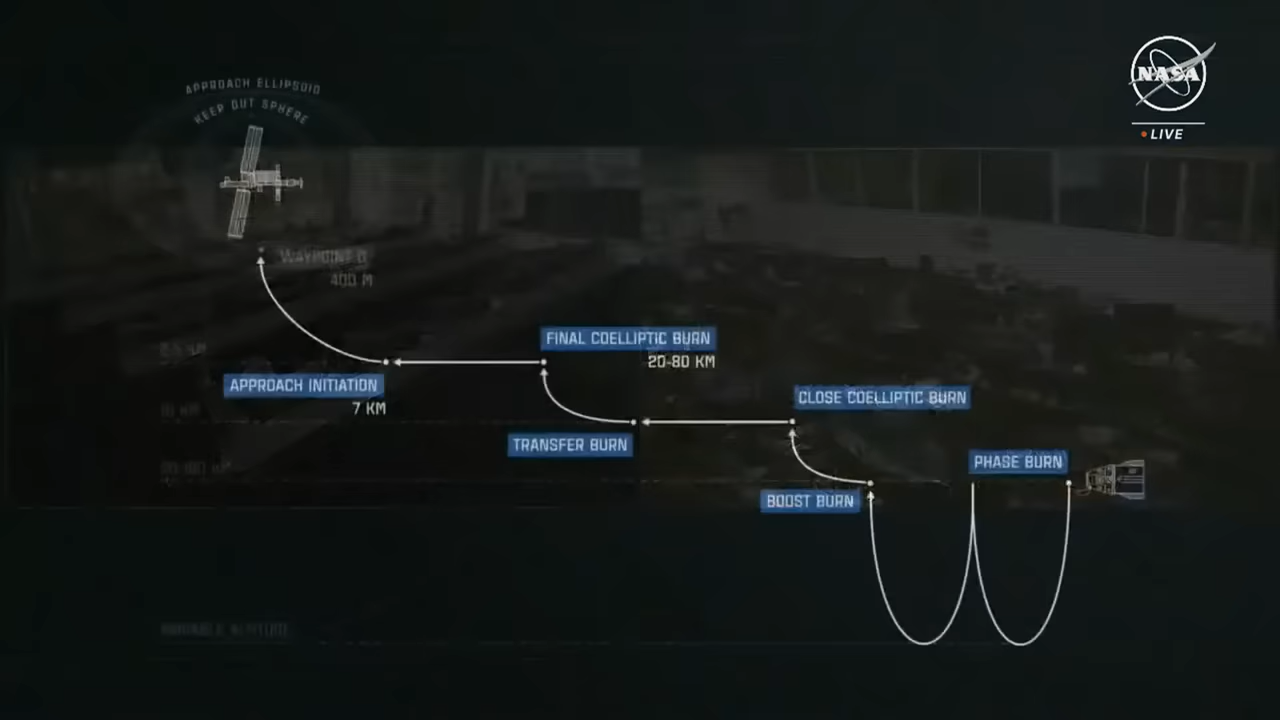 NASA
LIVE
APPROACH ELLIPSOID
KEEP OUT SPHERE
WAYPOINT 0
400 M
FINAL COELLIPTIC BURN
20-80 KM
APPROACH INITIATION
7 KM
CLOSE COELLIPTIC BURN
TRANSFER BURN
PHASE BURN
BOOST BURN